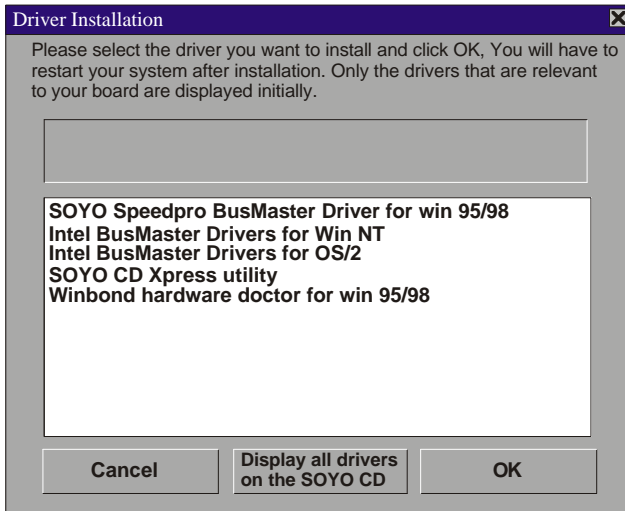 Driver Installation
Please select the driver you want to install and click OK, You will have to
restart your system after installation. Only the drivers that are relevant
to your board are displayed initially.
SOYO Speedpro BusMaster Driver for win 95/98
Intel BusMaster Drivers for Win NT
Intel BusMaster Drivers for OS/2
SOYO CD Xpress utility
Winbond hardware doctor for win 95/98
Cancel
Display all drivers
on the SOYO CD
OK